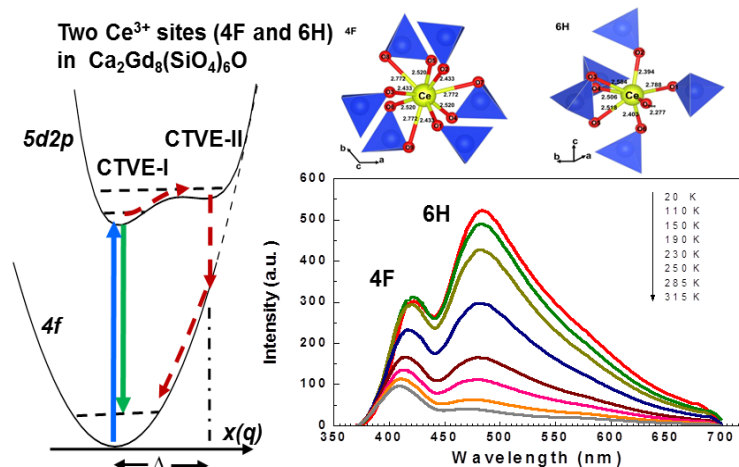 Two Ce3+ sites (4F and 6H)
in Ca2Gd8(SiO4)6O
5d2p
CTVE-II
CTVE-I
4f
x(q)
Δ
4F
2.772
2.520
2.433
2.433
2.433
2.772
Ce
2.520
2.520
2.772
2.433
b
c
a
6H
O2
2.394
2.788
Ce
2.506
2.519
2.277
2.403
b
c
a
600
500
400
300
200
100
0
Intensity (a.u.)
4F
6H
20 K
110 K
150 K
190 K
230 K
250 K
285 K
315 K
350
400
450
500
550
600
650
700
Wavelength (nm)